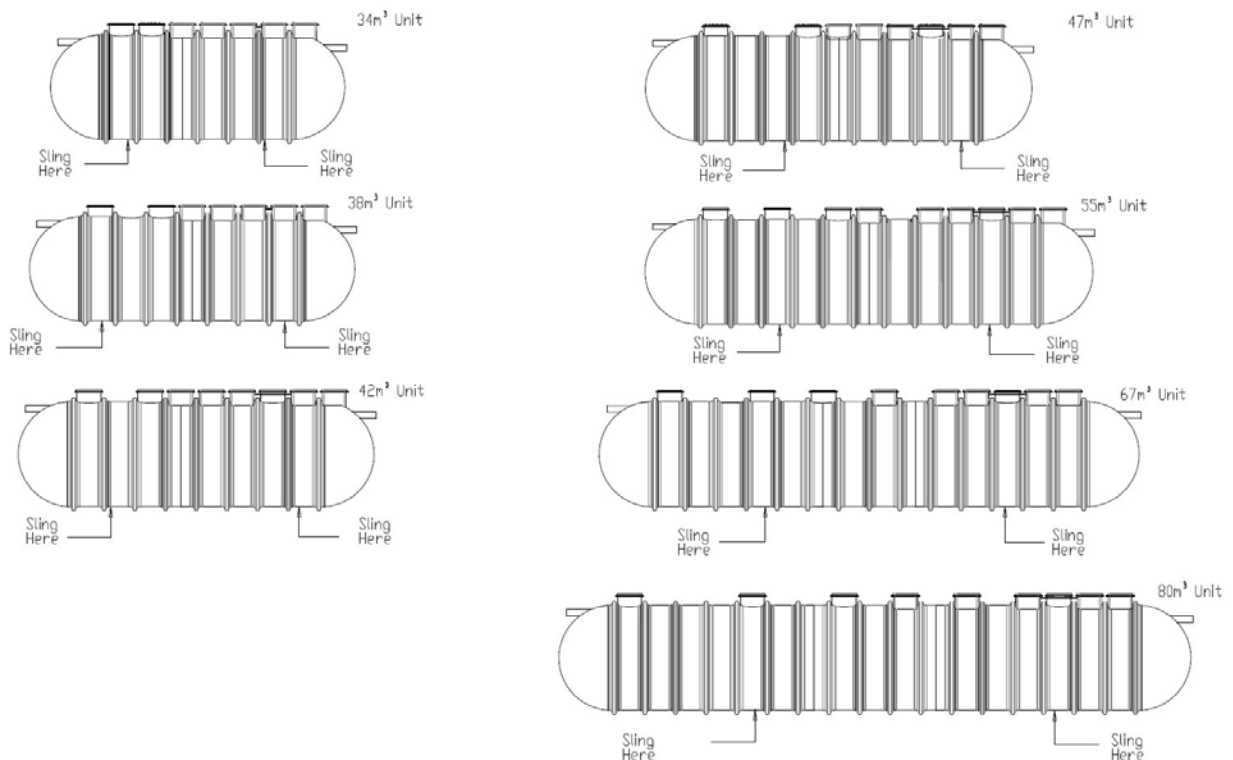 34m³ Unit
Sling
Here
Sling
Here
38m³ Unit
Sling
Here
Sling
Here
42m³ Unit
Sling
Here
Sling
Here
47m³ Unit
Sling
Here
Sling
Here
55m³ Unit
Sling
Here
Sling
Here
67m³ Unit
Sling
Here
Sling
Here
80m³ Unit
Sling
Here
Sling
Here